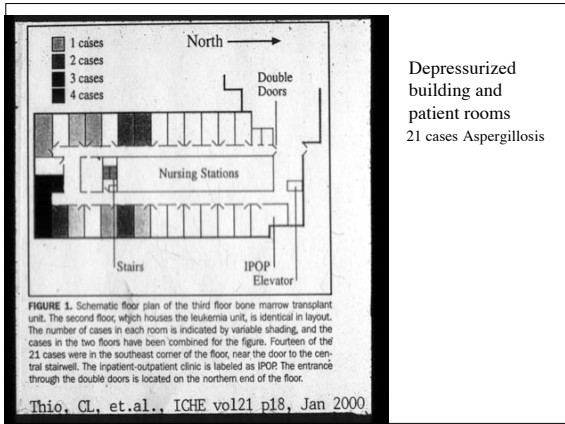 1 cases
2 cases
3 cases
4 cases
North
Double
Doors
Nursing Stations
Stairs
IPOP
Elevator
FIGURE 1. Schematic floor plan of the third floor bone marrow transplant
unit. The second floor, which houses the leukemia unit, is identical in layout.
The number of cases in each room is indicated by variable shading, and the
cases in the two floors have been combined for the figure. Fourteen of the
21 cases were in the southeast corner of the floor, near the door to the cen-
tral stairwell. The inpatient-outpatient clinic is labeled as IPOP. The entrance
through the double doors is located on the northern end of the floor.
Thio, CL, et.al., ICHE vol21 p18, Jan 2000
Depressurized
building and
patient rooms
21 cases Aspergillosis